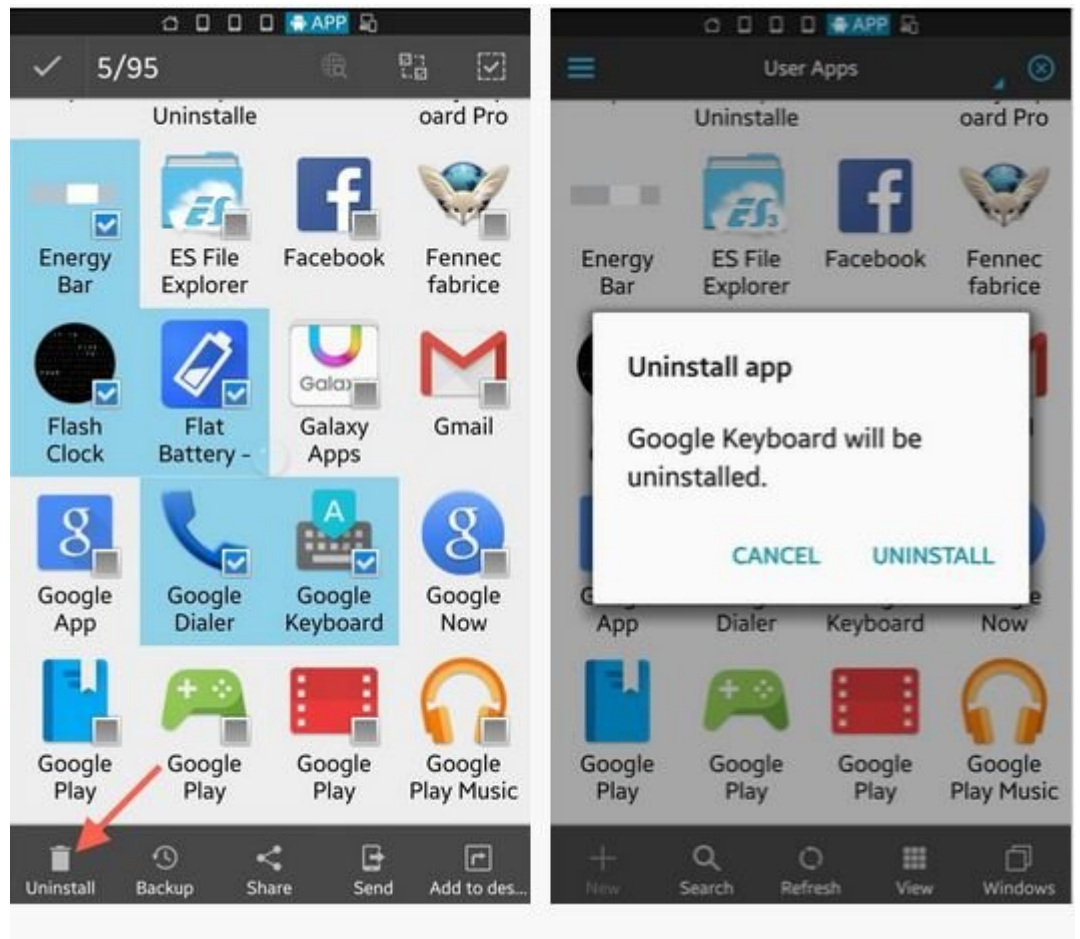 APP
5/95
Uninstalle
oard Pro
Energy
Bar
ES File
Explorer
Facebook
Fennec
fabrice
Flash
Clock
Flat
Battery -
Galax
Galaxy
Apps
Gmail
Google
App
Google
Dialer
A
Google
Keyboard
Google
Now
Google
Play
Google
Play
Google
Play
Google
Play Music
Uninstall
Backup
Share
Send
Add to des...
APP
User Apps
Uninstalle
oard Pro
Energy
Bar
ES File
Explorer
Facebook
Fennec
fabrice
Uninstall app
Google Keyboard will be
uninstalled.
CANCEL
UNINSTALL
App
Dialer
Keyboard
Now
Google
Play
Google
Play
Google
Play
Google
Play Music
New
Search
Refresh
View
Windows